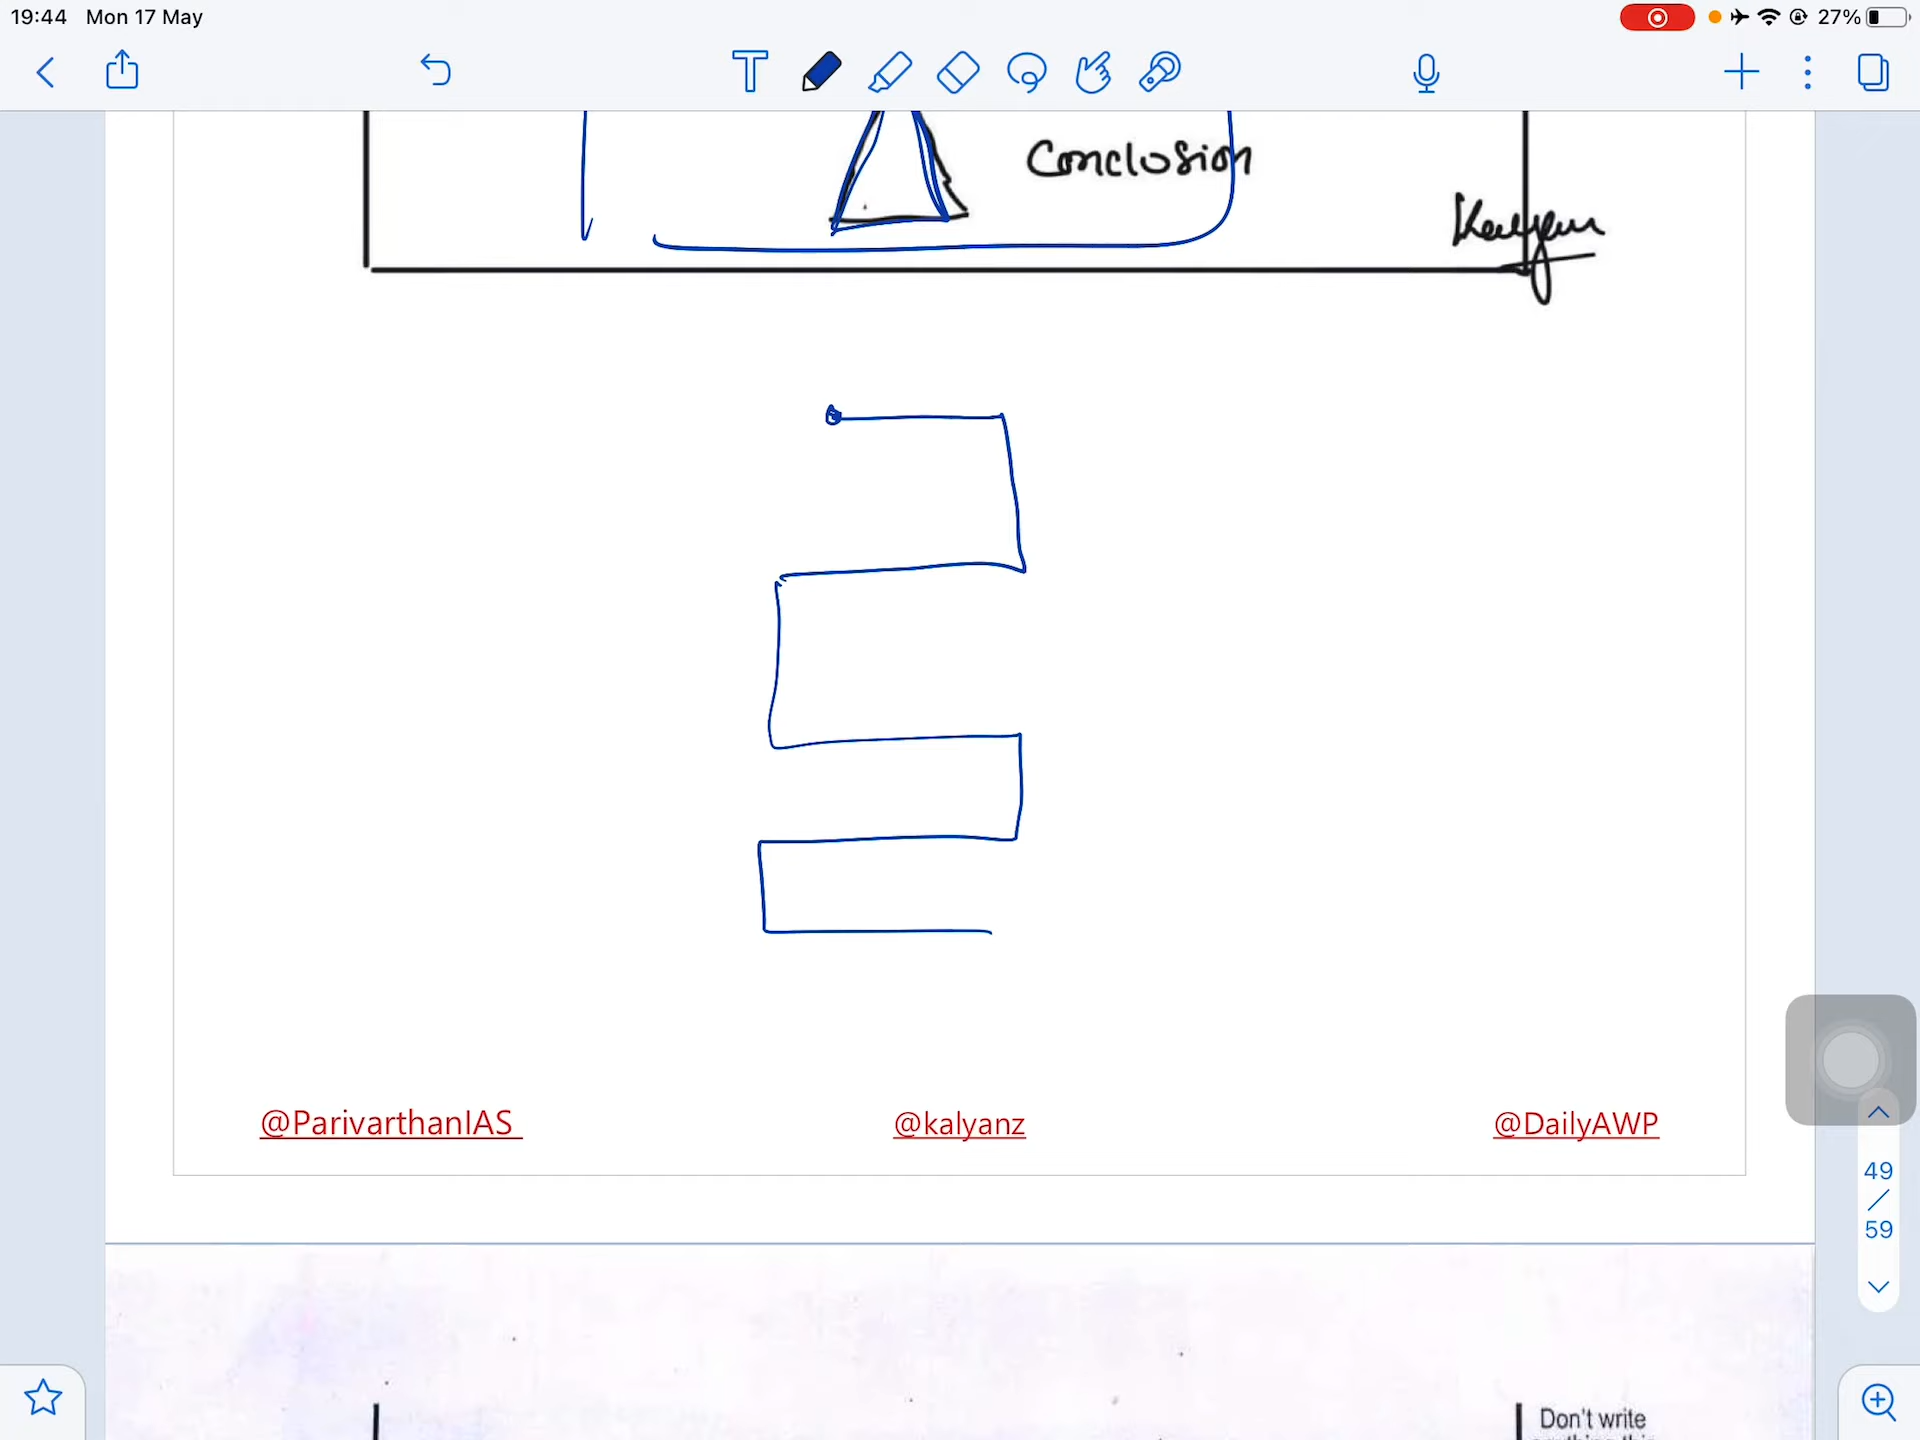 19:44 Mon 17 May 27%
T
Conclusion
Kalyan
@ParivarthanIAS @kalyanz @DailyAWP
49
/
59
Don't write